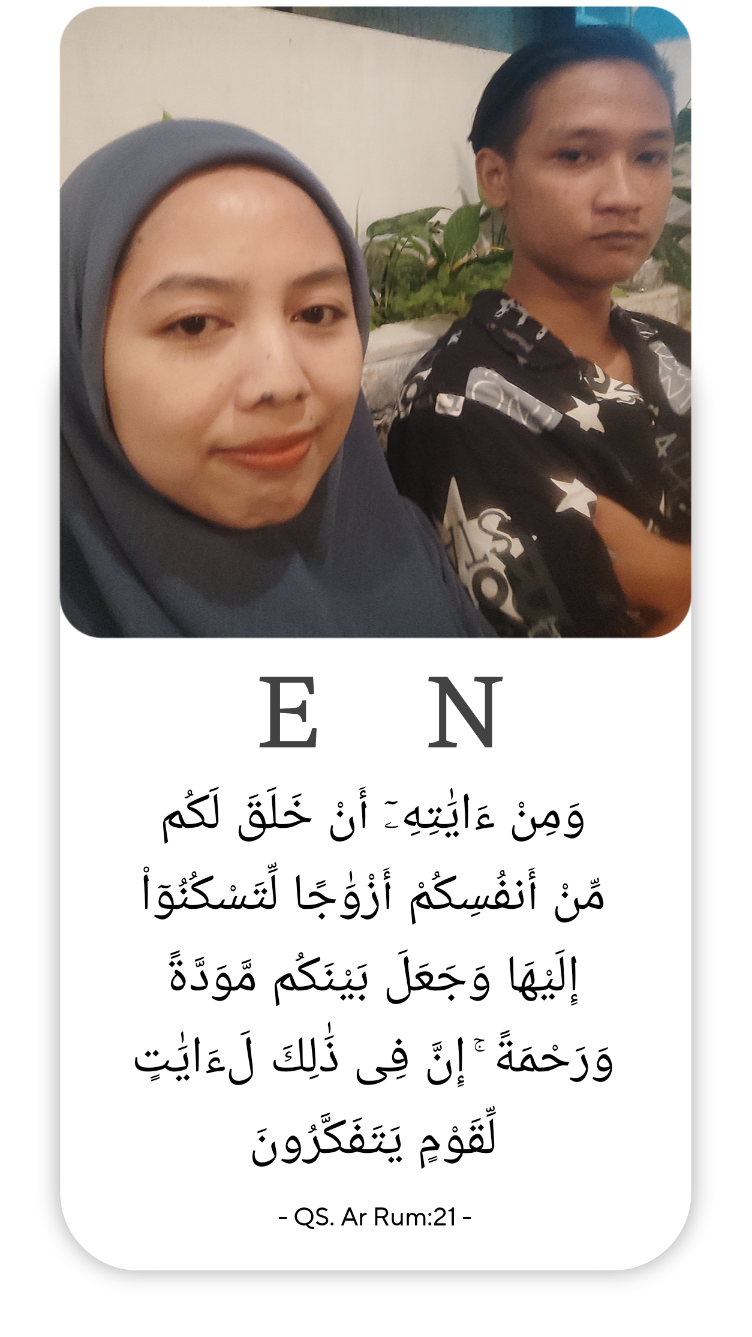 E N
وَمِنْ ءَايَٰتِهِۦٓ أَنْ خَلَقَ لَكُم
مِّنْ أَنفُسِكُمْ أَزْوَٰجًا لِّتَسْكُنُوٓا۟
إِلَيْهَا وَجَعَلَ بَيْنَكُم مَّوَدَّةً
وَرَحْمَةً ۚ إِنَّ فِى ذَٰلِكَ لَءَايَٰتٍ
لِّقَوْمٍ يَتَفَكَّرُونَ
- QS. Ar Rum:21 -